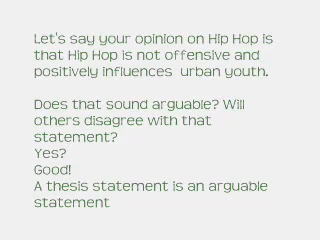 Let's say your opinion on Hip Hop is
that Hip Hop is not offensive and
positively influences  urban youth.

Does that sound arguable? Will
others disagree with that
statement?
Yes?
Good!
A thesis statement is an arguable
statement